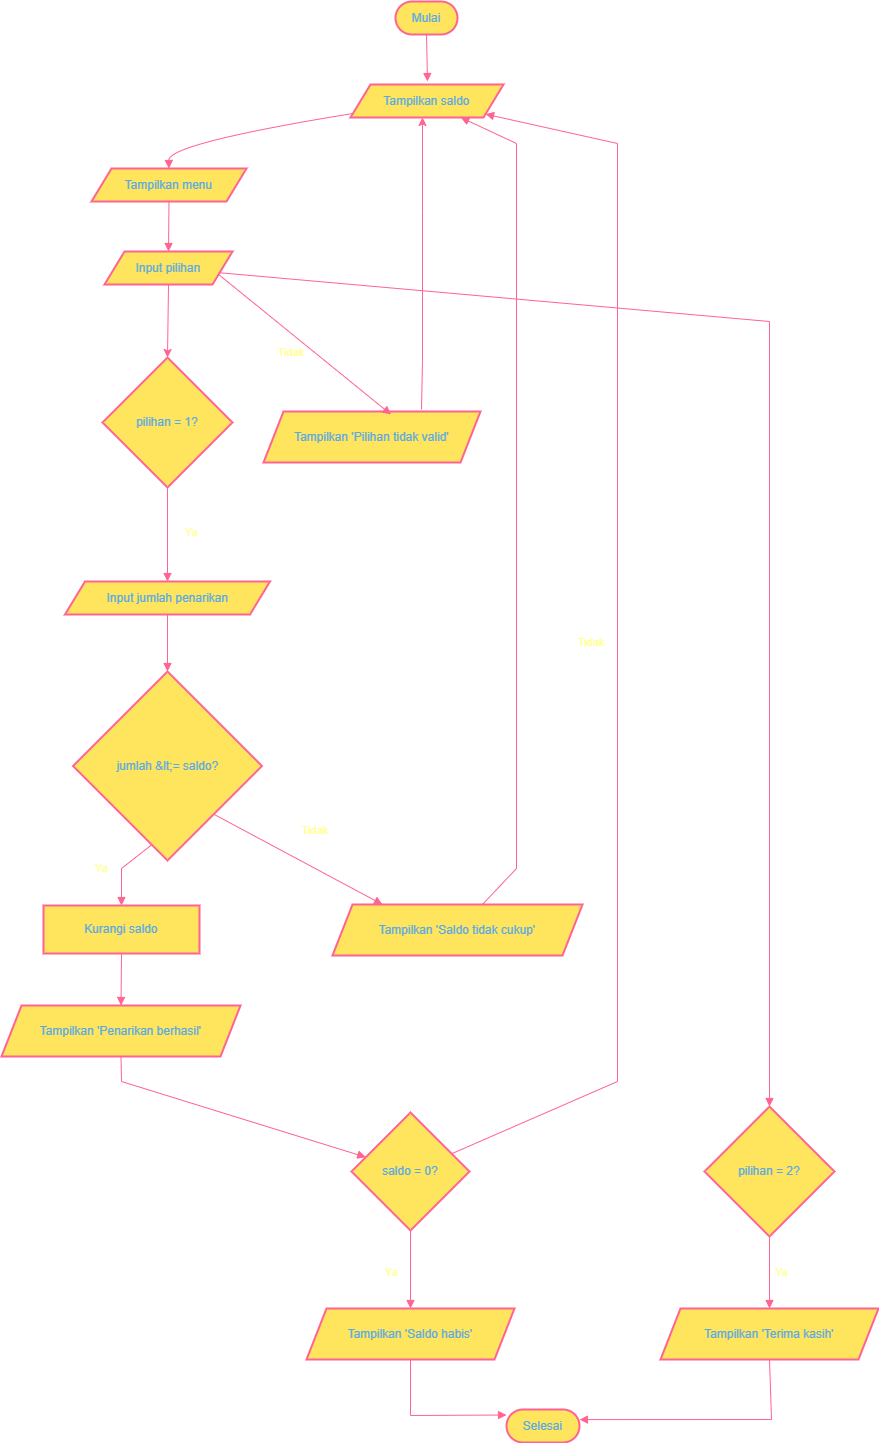 Mulai
Tampilkan saldo
Tampilkan menu
Input pilihan
Tidak
pilihan = 1?
Tampilkan 'Pilihan tidak valid'
Ya
Input jumlah penarikan
Tidak
jumlah &lt;= saldo?
Tidak
Ya
Kurangi saldo
Tampilkan 'Saldo tidak cukup'
Tampilkan 'Penarikan berhasil'
saldo = 0?
pilihan = 2?
Ya
Ya
Tampilkan 'Saldo habis'
Tampilkan 'Terima kasih'
Selesai